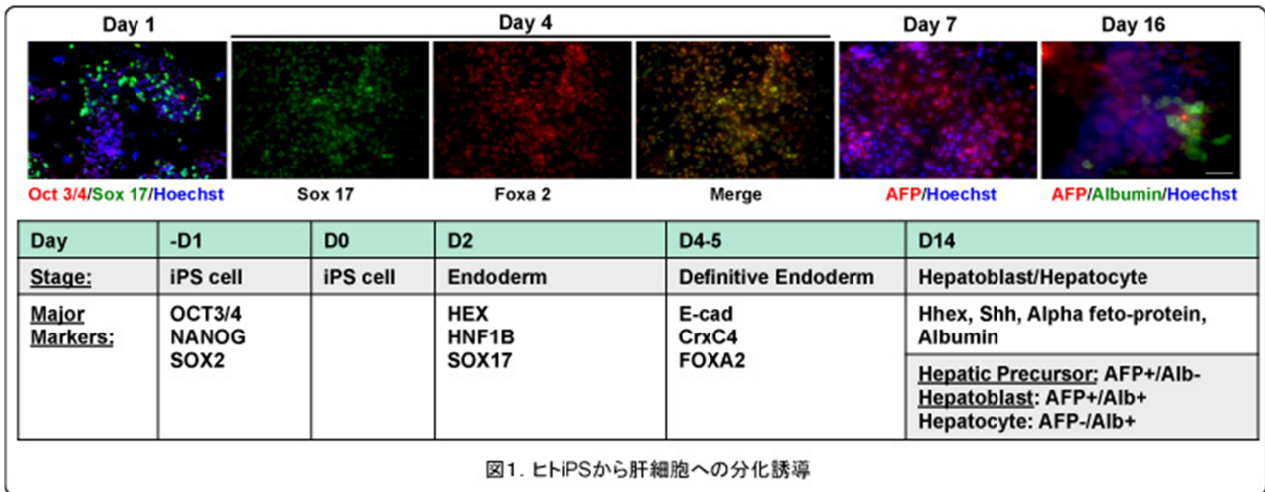 Day 1
Day 4
Day 7
Day 16
Oct 3/4/Sox 17/Hoechst
Sox 17
Foxa 2
Merge
AFP/Hoechst
AFP/Albumin/Hoechst
Day -D1 D0 D2 D4-5 D14
Stage: iPS cell iPS cell Endoderm Definitive Endoderm Hepatoblast/Hepatocyte
Major
Markers:
OCT3/4
NANOG
SOX2
HEX
HNF1B
SOX17
E-cad
CrxC4
FOXA2
Hhex, Shh, Alpha feto-protein,
Albumin
Hepatic Precursor: AFP+/Alb-
Hepatoblast: AFP+/Alb+
Hepatocyte: AFP-/Alb+
図1. ヒトiPSから肝細胞への分化誘導